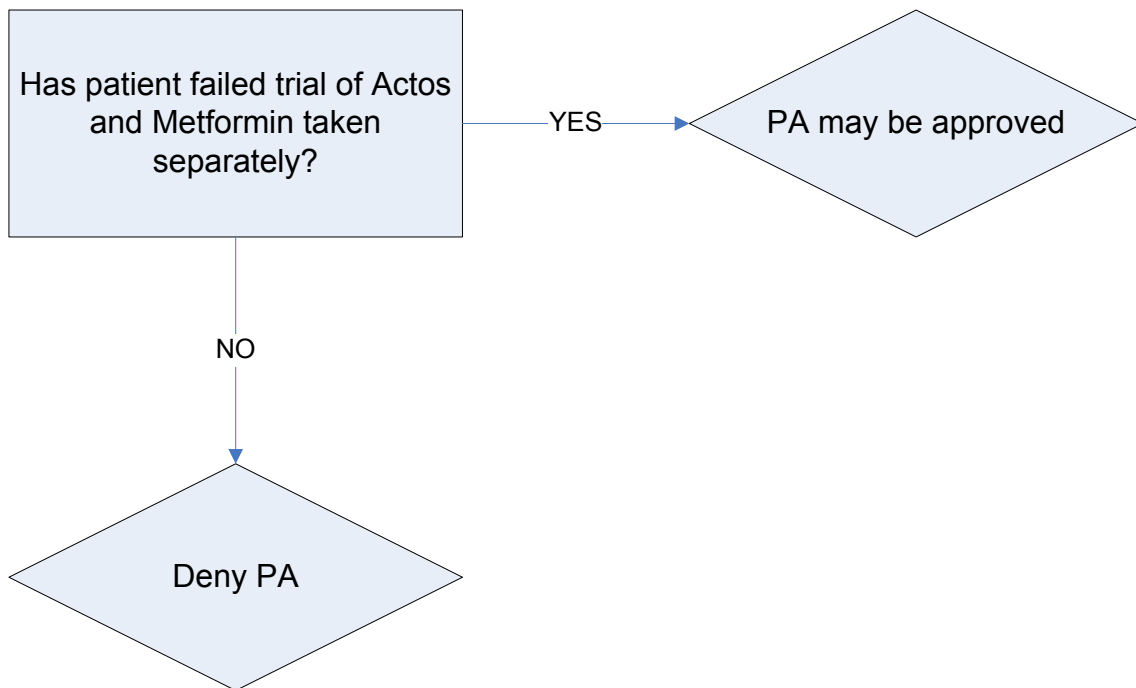 Has patient failed trial of Actos
and Metformin taken
separately?
YES
PA may be approved
NO
Deny PA